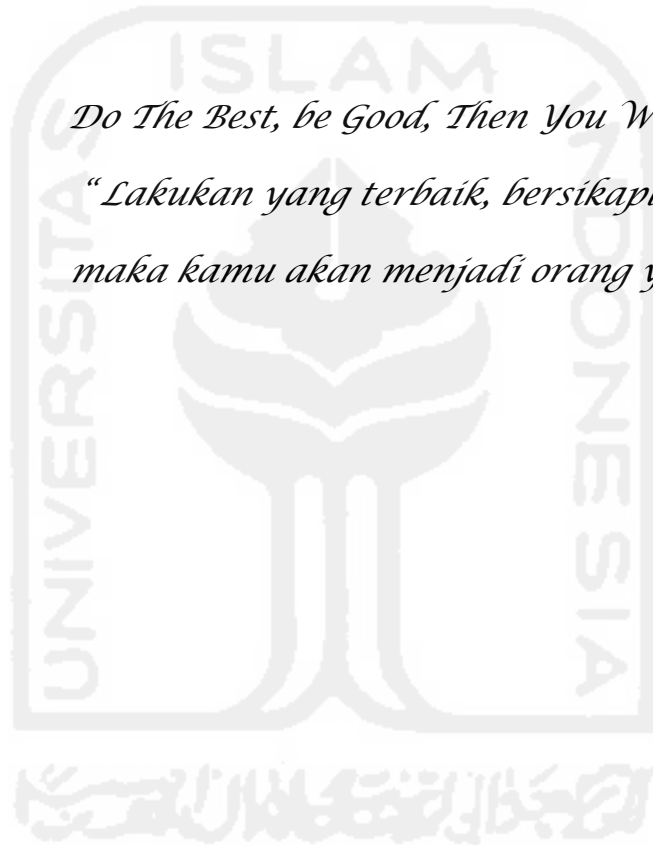 ISLAM
UNIVERSITAS
INDONESIA
Do The Best, be Good, Then You
"Lakukan yang terbaik,
maka kamu akan menjadi orang